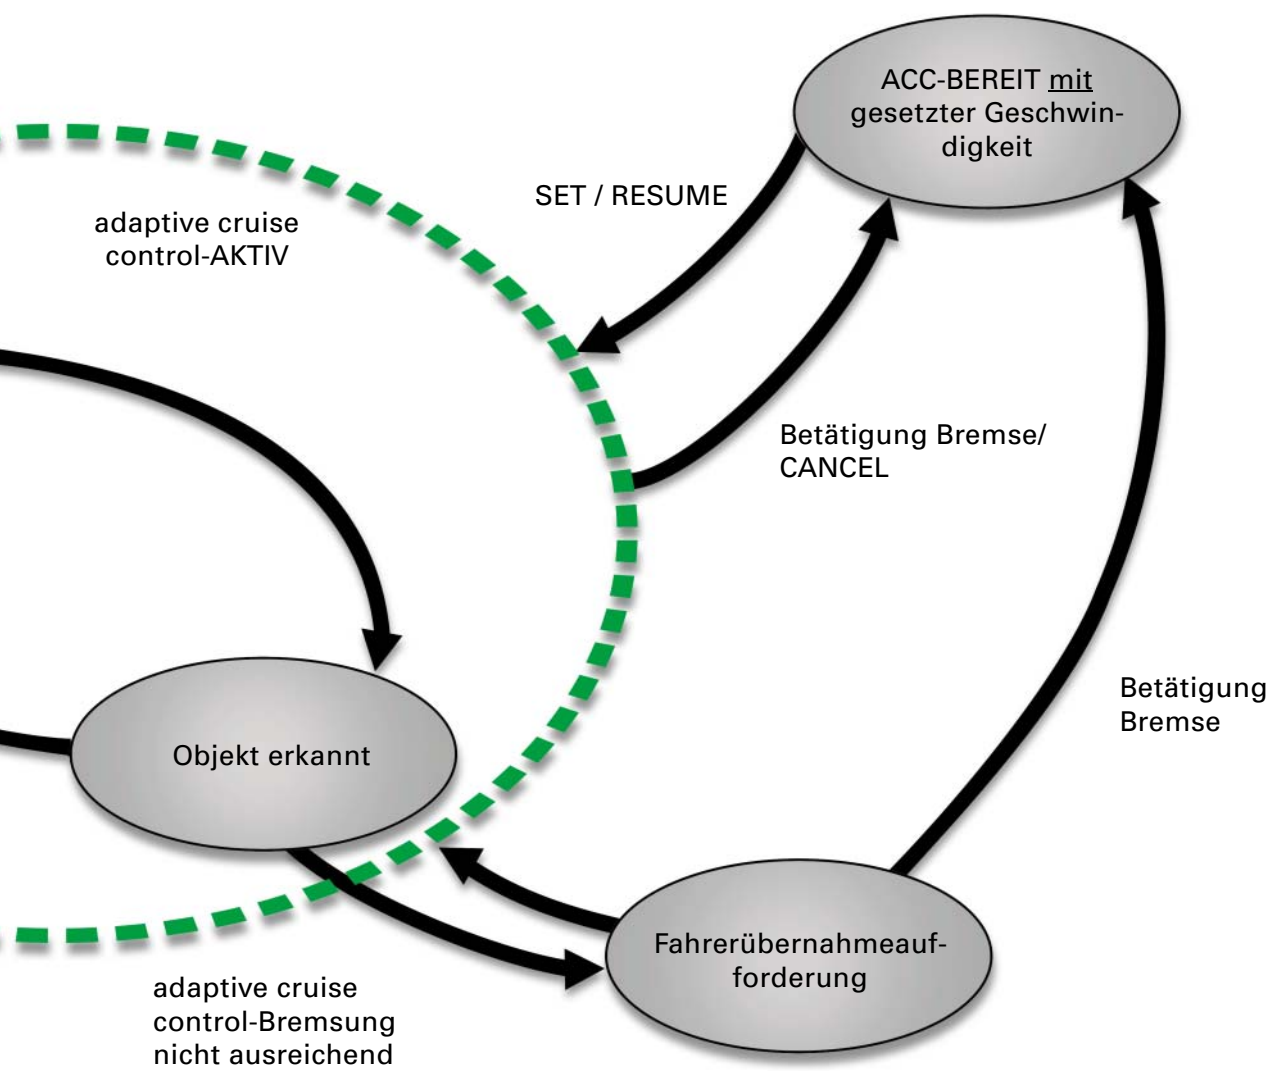 ACC-BEREIT mit
gesetzter Geschwin-
digkeit
SET / RESUME
adaptive cruise
control-AKTIV
Betätigung Bremse/
CANCEL
Betätigung
Bremse
Objekt erkannt
Fahrerübernahmeauf-
forderung
adaptive cruise
control-Bremsung
nicht ausreichend